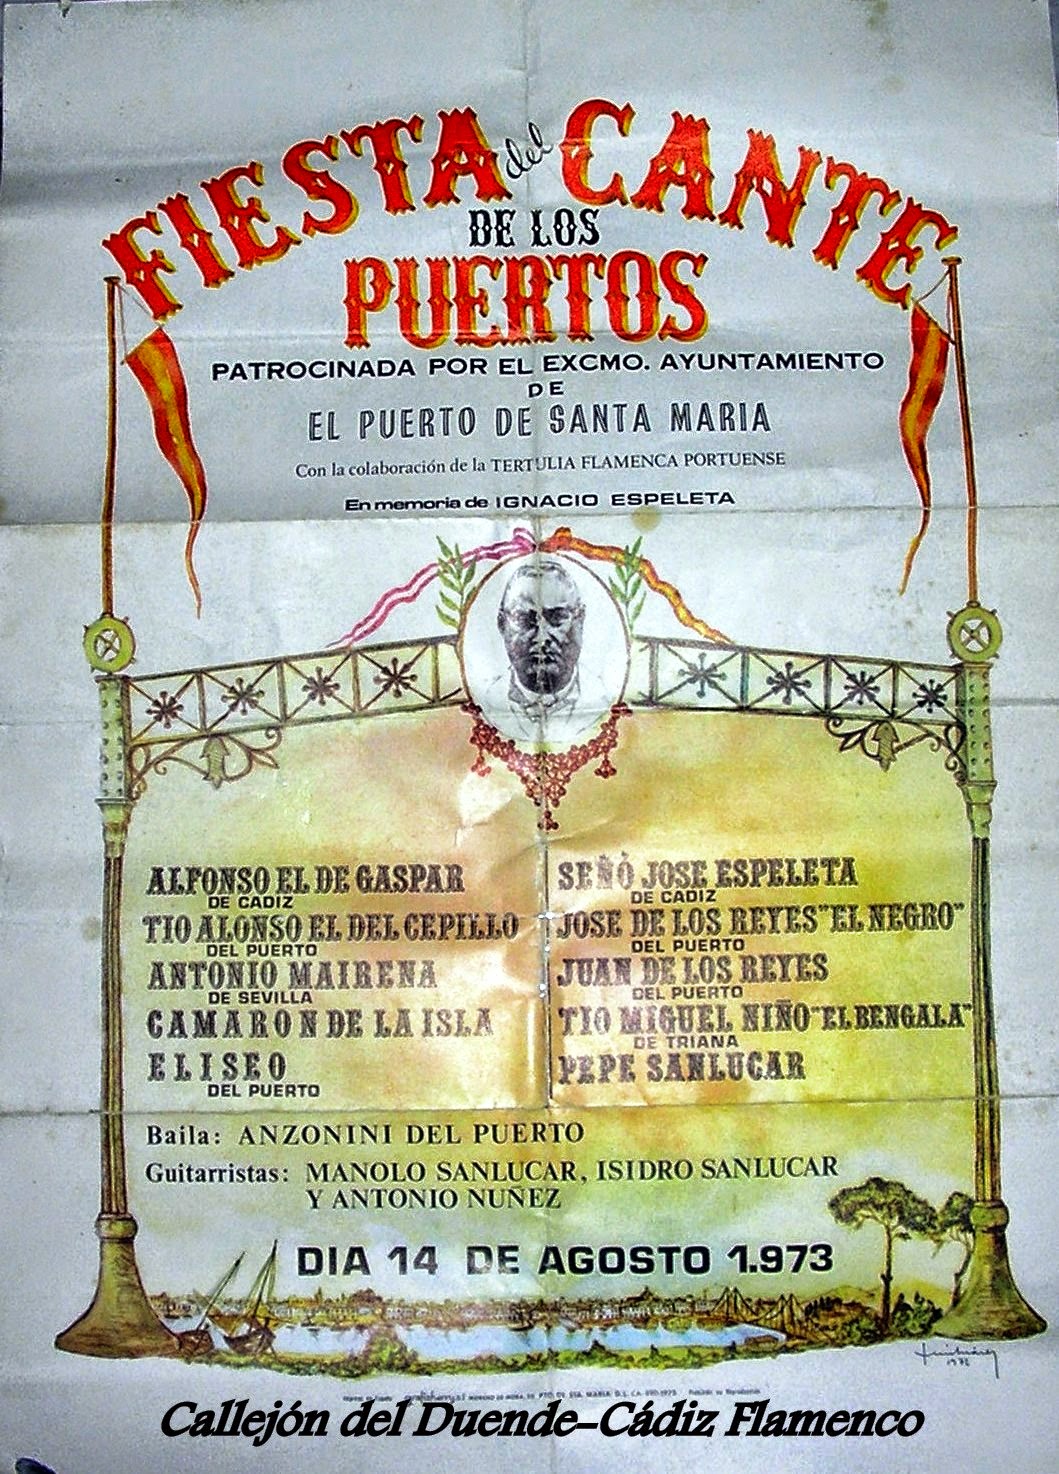 FIESTA del CANTE
DE LOS
PUERTOS
PATROCINADA POR EL EXCMO. AYUNTAMIENTO
DE
EL PUERTO DE SANTA MARIA
Con la colaboración de la TERTULIA FLAMENCA PORTUENSE
En memoria de IGNACIO ESPELETA
ALFONSO EL DE GASPAR
DE CADIZ
TIO ALONSO EL DEL CEPILLO
DEL PUERTO
ANTONIO MAIRENA
DE SEVILLA
CAMARON DE LA ISLA
ELISEO
DEL PUERTO
SEÑÓ JOSE ESPELETA
DE CADIZ
JOSE DE LOS REYES "EL NEGRO"
DEL PUERTO
JUAN DE LOS REYES
DEL PUERTO
TIO MIGUEL NIÑO "EL BENGALA"
DE TRIANA
PEPE SANLUCAR
Baila: ANZONINI DEL PUERTO
Guitarristas: MANOLO SANLUCAR, ISIDRO SANLUCAR
Y ANTONIO NUÑEZ
DIA 14 DE AGOSTO 1.973
Callejón del Duende-Cádiz Flamenco